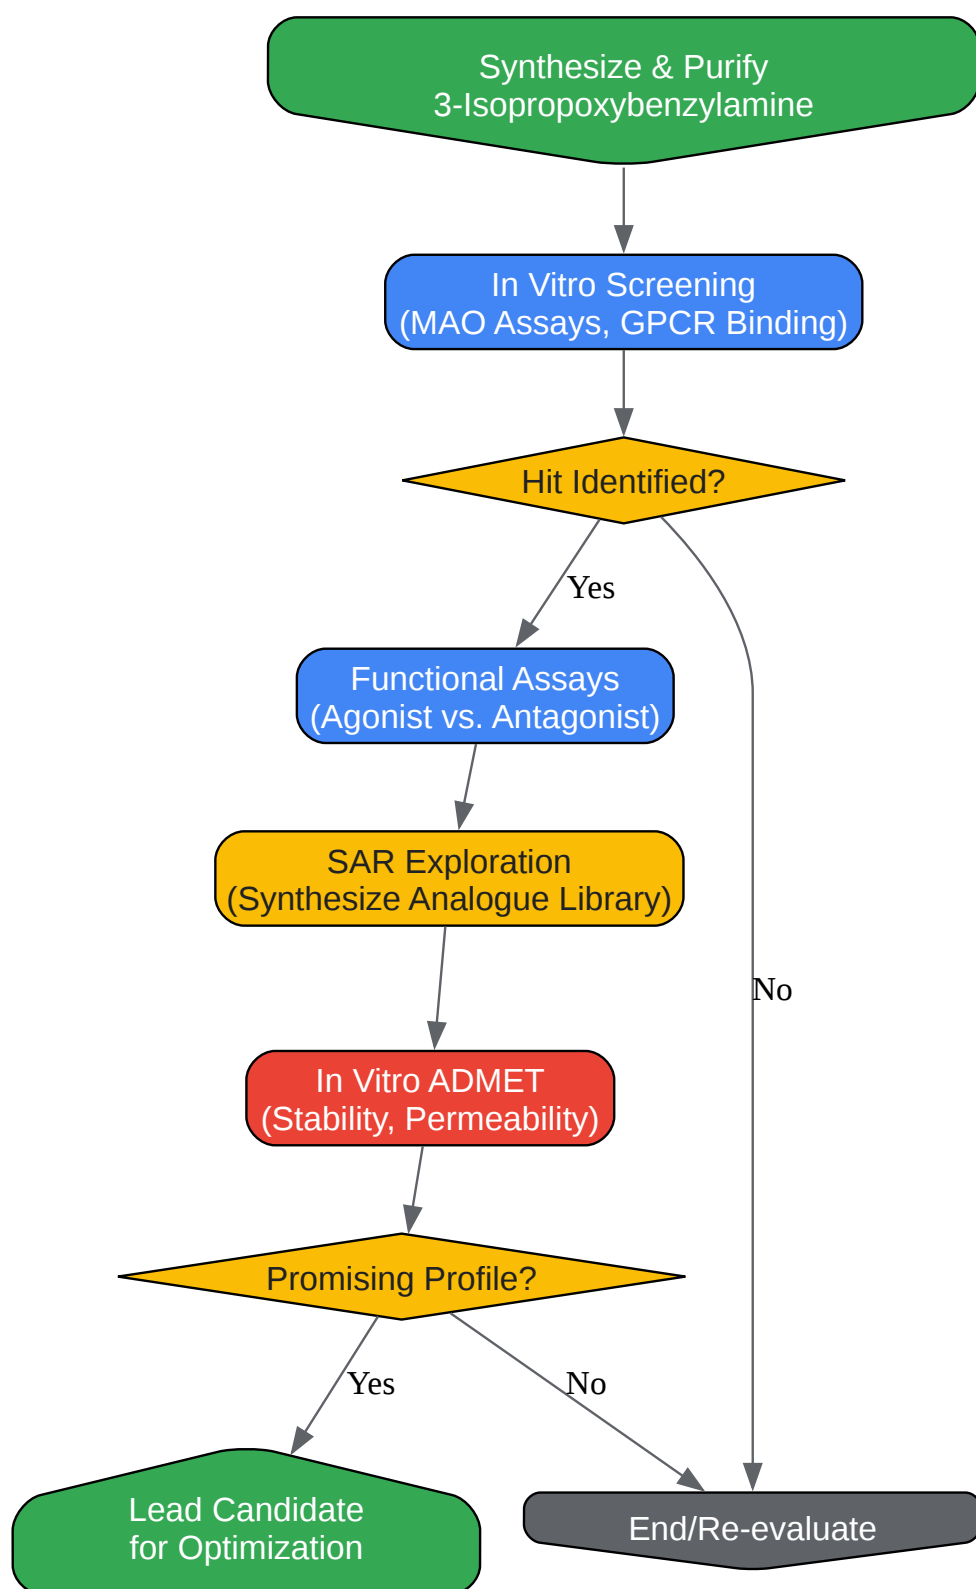 Synthesize & Purify
3-Isopropoxybenzylamine
In Vitro Screening
(MAO Assays, GPCR Binding)
Hit Identified?
Yes
Functional Assays
(Agonist vs. Antagonist)
SAR Exploration
(Synthesize Analogue Library)
No
In Vitro ADMET
(Stability, Permeability)
Promising Profile?
Yes
No
Lead Candidate
for Optimization
End/Re-evaluate